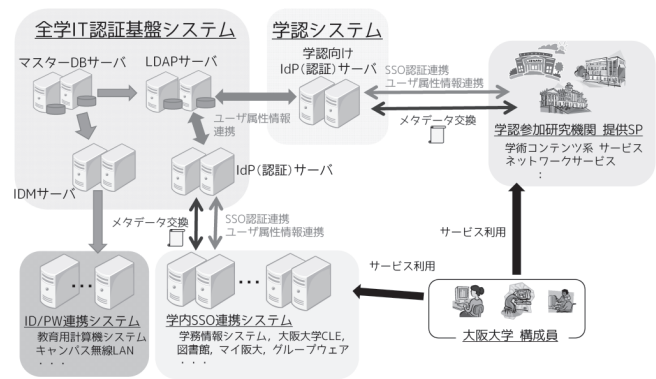 全学IT認証基盤システム
マスターDBサーバ
LDAPサーバ
IDMサーバ
IdP(認証)サーバ
ユーザ属性情報
連携
学認システム
学認向け
IdP(認証)サーバ
SSO認証連携
ユーザ属性情報連携
メタデータ交換
学認参加研究機関 提供SP
学術コンテンツ系 サービス
ネットワークサービス
:
メタデータ交換
SSO認証連携
ユーザ属性情報連携
サービス利用
サービス利用
...
ID/PW連携システム
教育用計算機システム
キャンパス無線LAN
・・・
...
学内SSO連携システム
学務情報システム，大阪大学CLE，
図書館，マイ阪大，グループウェア
・・・
大阪大学 構成員